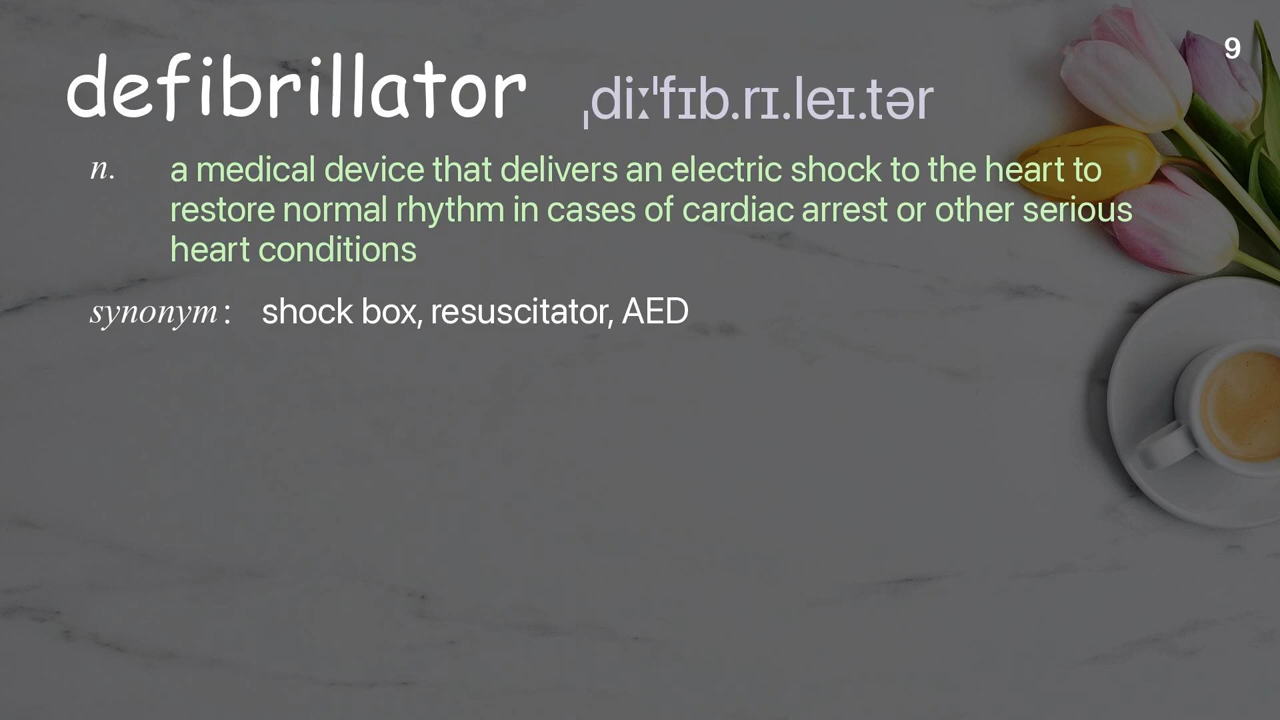 9
defibrillator ˌdiːˈfɪb.rɪ.leɪ.tər
n. a medical device that delivers an electric shock to the heart to
restore normal rhythm in cases of cardiac arrest or other serious
heart conditions
synonym: shock box, resuscitator, AED